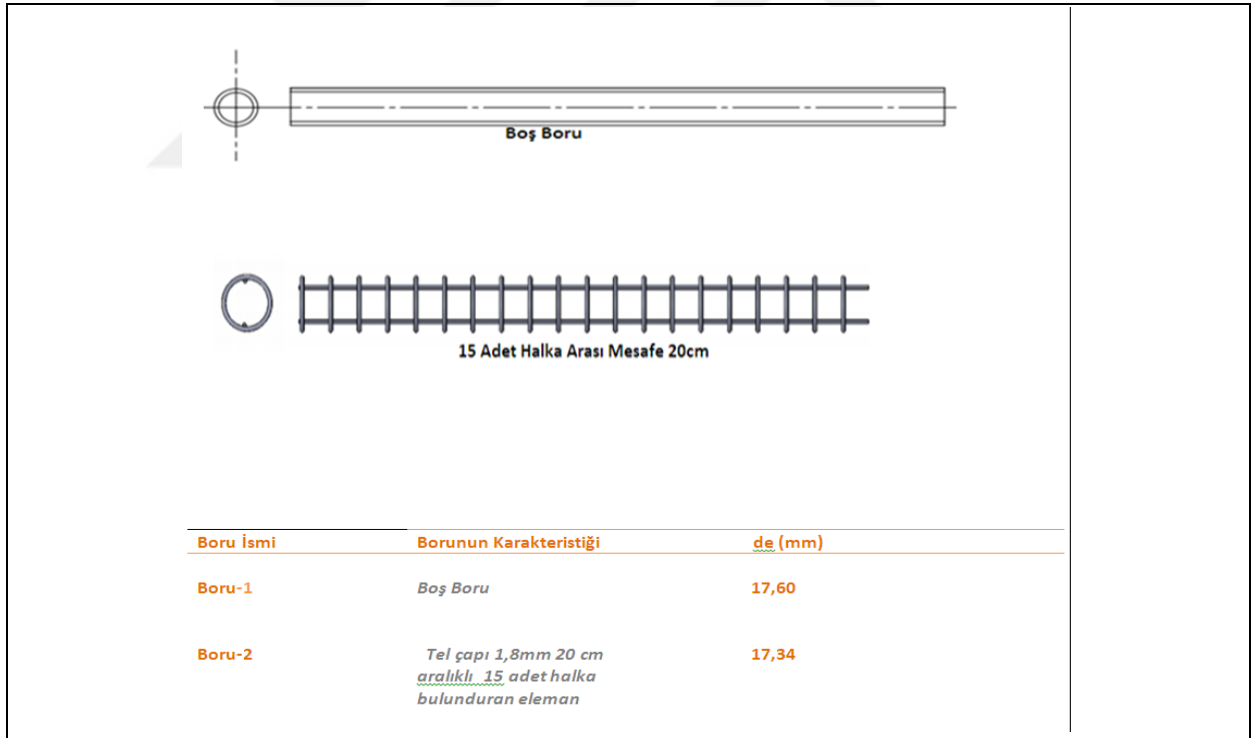 Boş Boru
15 Adet Halka Arası Mesafe 20cm
Boru İsmi Borunun Karakteristiği de (mm)
Boru-1 Boş Boru 17,60
Boru-2 Tel çapı 1,8mm 20 cm 17,34
aralıklı 15 adet halka
bulunduran eleman